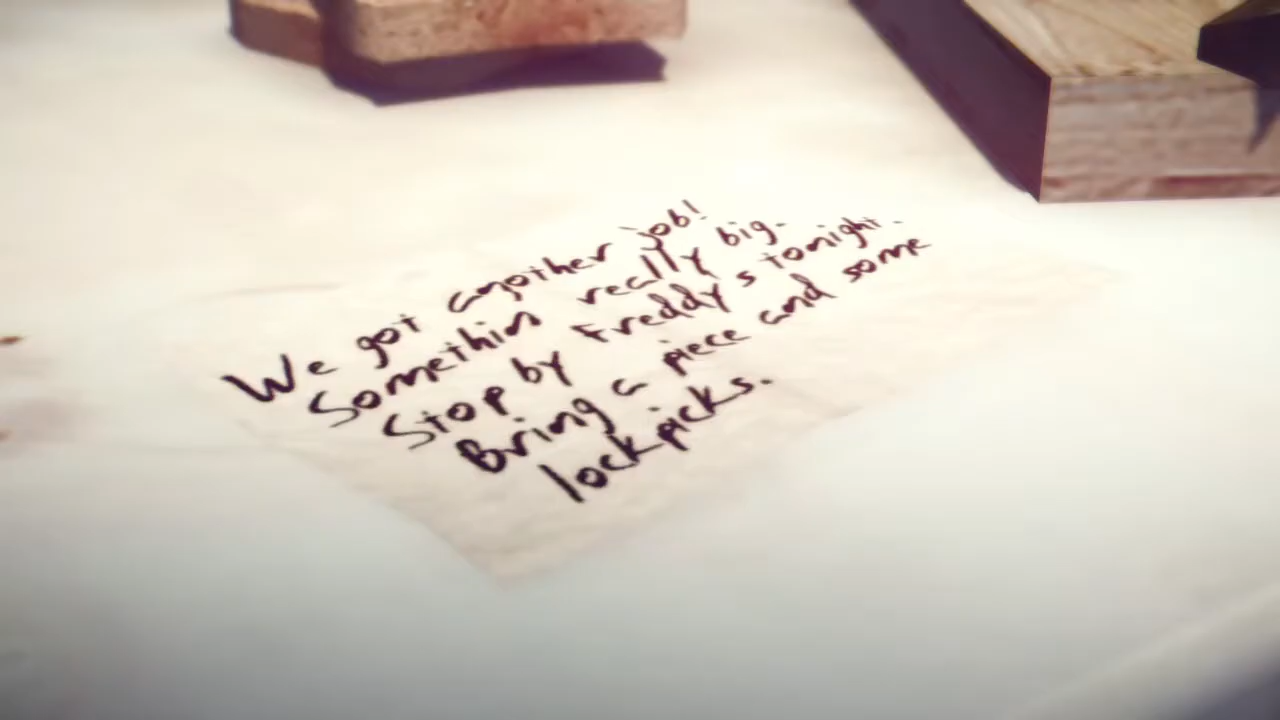 We got another job!
Somethin really big.
Stop by Freddy's tonight.
Bring a piece and some
lockpicks.